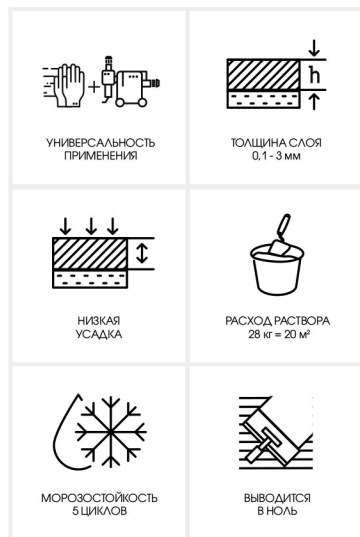 h
УНИВЕРСАЛЬНОСТЬ
ПРИМЕНЕНИЯ
ТОЛЩИНА СЛОЯ
0,1 - 3 мм
НИЗКАЯ
УСАДКА
РАСХОД РАСТВОРА
28 кг = 20 м²
МОРОЗОСТОЙКОСТЬ
5 ЦИКЛОВ
ВЫВОДИТСЯ
В НОЛЬ